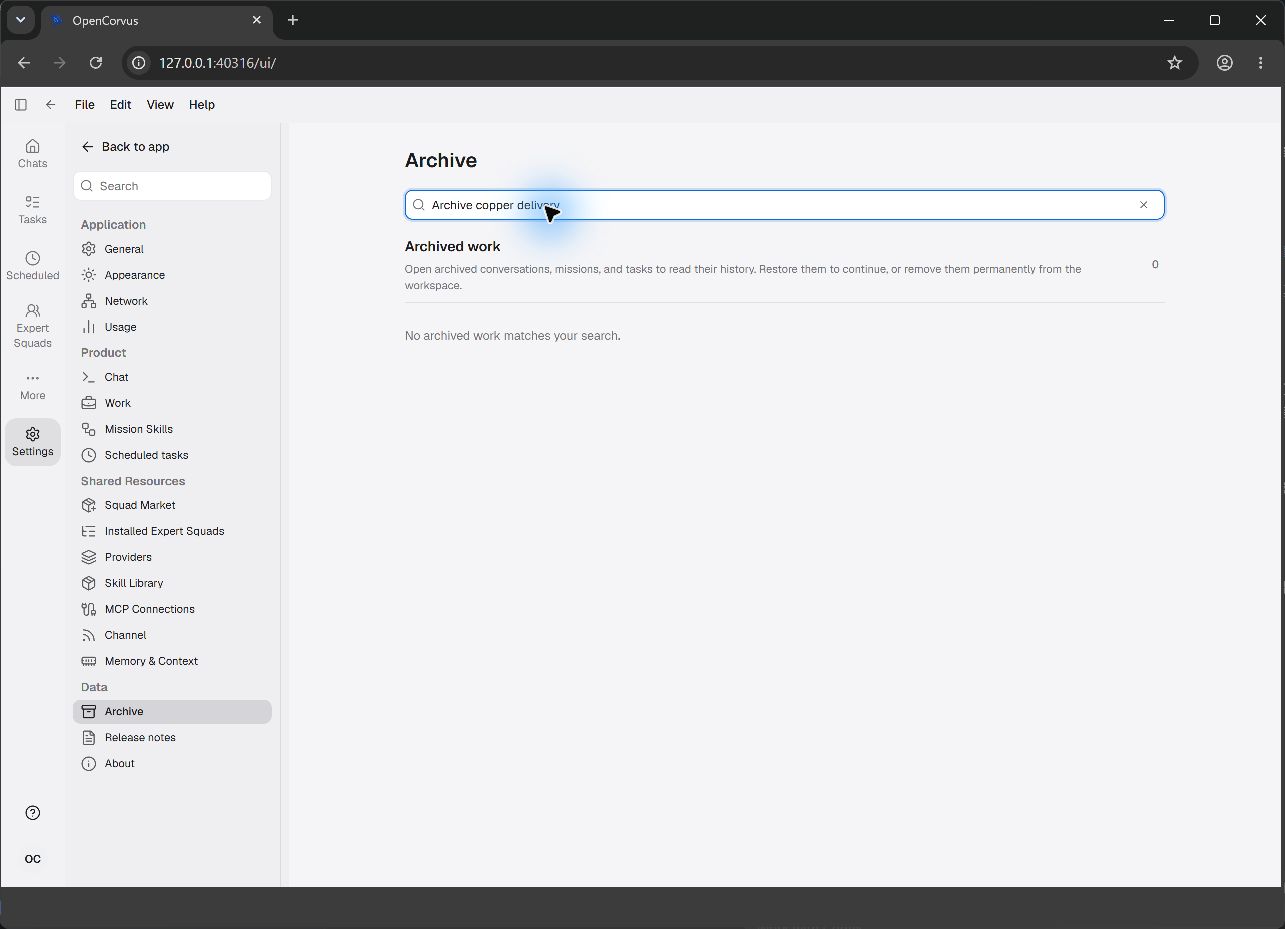 OpenCorvus
127.0.0.1:40316/ui/
File Edit View Help
Chats
Tasks
Scheduled
Expert
Squads
More
Settings
OC
Back to app
Search
Application
General
Appearance
Network
Usage
Product
Chat
Work
Mission Skills
Scheduled tasks
Shared Resources
Squad Market
Installed Expert Squads
Providers
Skill Library
MCP Connections
Channel
Memory & Context
Data
Archive
Release notes
About
Archive
Archive copper delivery
Archived work
Open archived conversations, missions, and tasks to read their history. Restore them to continue, or remove them permanently from the
workspace.
0
No archived work matches your search.